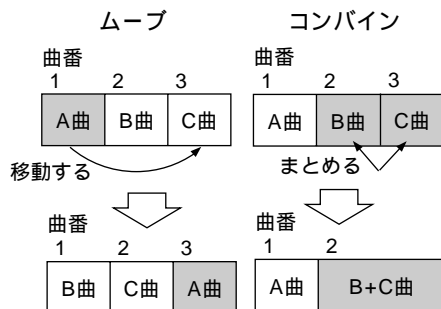 ムーブ
曲番
1 2 3
A曲 B曲 C曲
移動する
曲番
1 2 3
B曲 C曲 A曲
コンバイン
曲番
1 2 3
A曲 B曲 C曲
まとめる
曲番
1 2
A曲 B+C曲